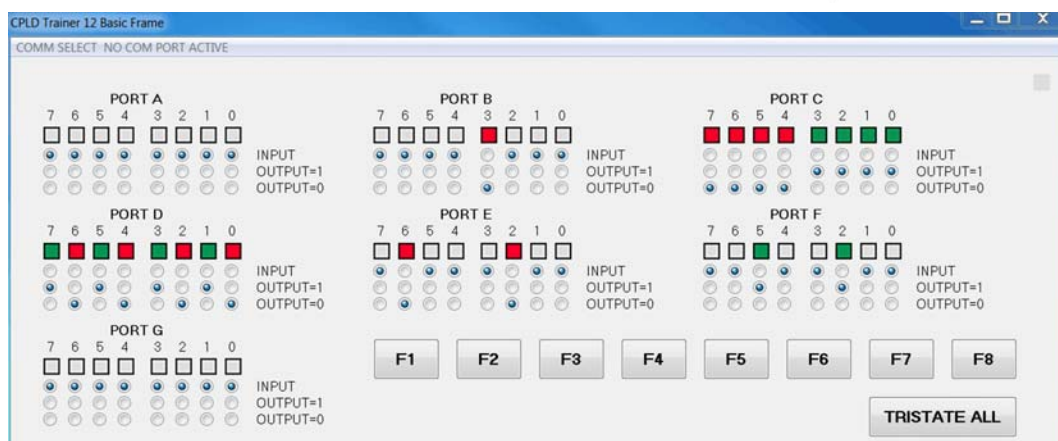 CPLD Trainer 12 Basic Frame
COMM SELECT NO COM PORT ACTIVE
PORT A
7 6 5 4 3 2 1 0
INPUT
OUTPUT=1
OUTPUT=0
PORT B
7 6 5 4 3 2 1 0
INPUT
OUTPUT=1
OUTPUT=0
PORT C
7 6 5 4 3 2 1 0
INPUT
OUTPUT=1
OUTPUT=0
PORT D
7 6 5 4 3 2 1 0
INPUT
OUTPUT=1
OUTPUT=0
PORT E
7 6 5 4 3 2 1 0
INPUT
OUTPUT=1
OUTPUT=0
PORT F
7 6 5 4 3 2 1 0
INPUT
OUTPUT=1
OUTPUT=0
PORT G
7 6 5 4 3 2 1 0
INPUT
OUTPUT=1
OUTPUT=0
F1 F2 F3 F4 F5 F6 F7 F8
TRISTATE ALL